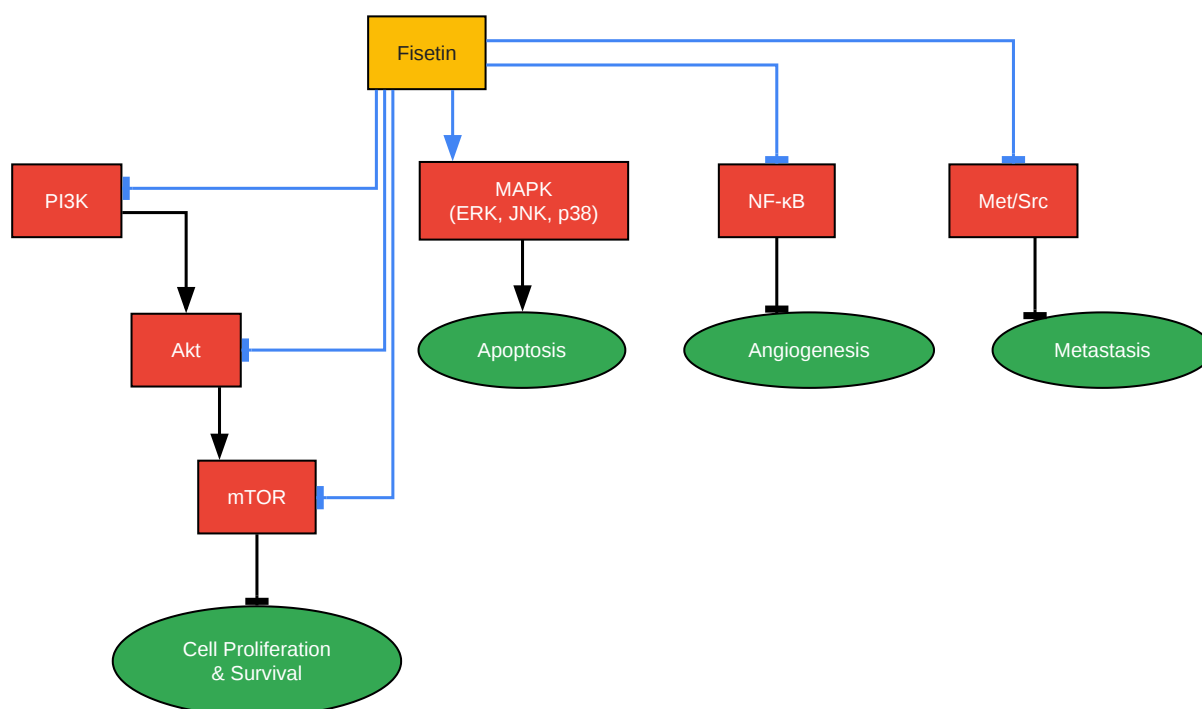 Fisetin
PI3K
MAPK
(ERK, JNK, p38)
NF-κB
Met/Src
Akt
Apoptosis
Angiogenesis
Metastasis
mTOR
Cell Proliferation
& Survival